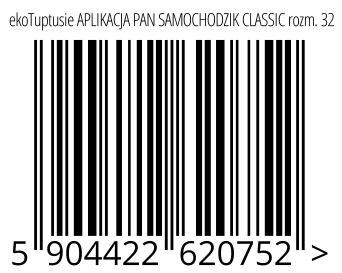 ekoTuptusie APLIKACJA PAN SAMOCHODZIK CLASSIC rozm. 32
5 904422 620752 >